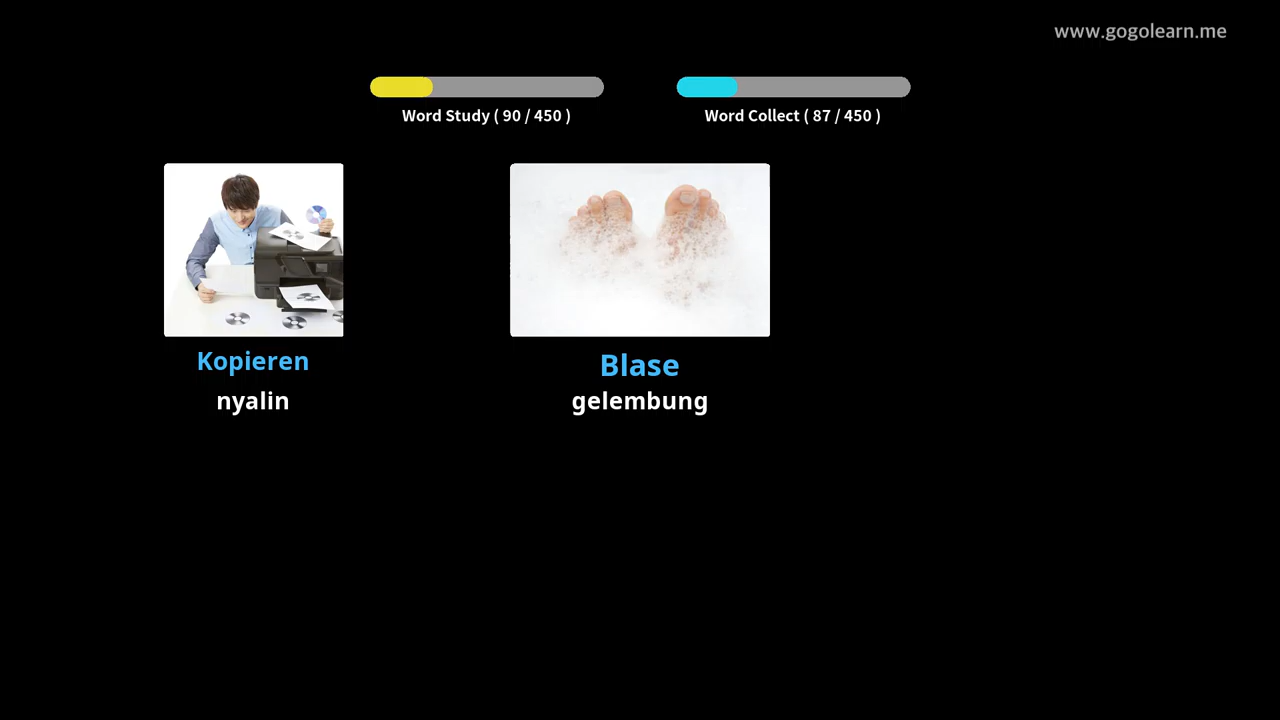 www.gogolearn.me
Word Study ( 90 / 450 )
Word Collect ( 87 / 450 )
Kopieren
nyalin
Blase
gelembung